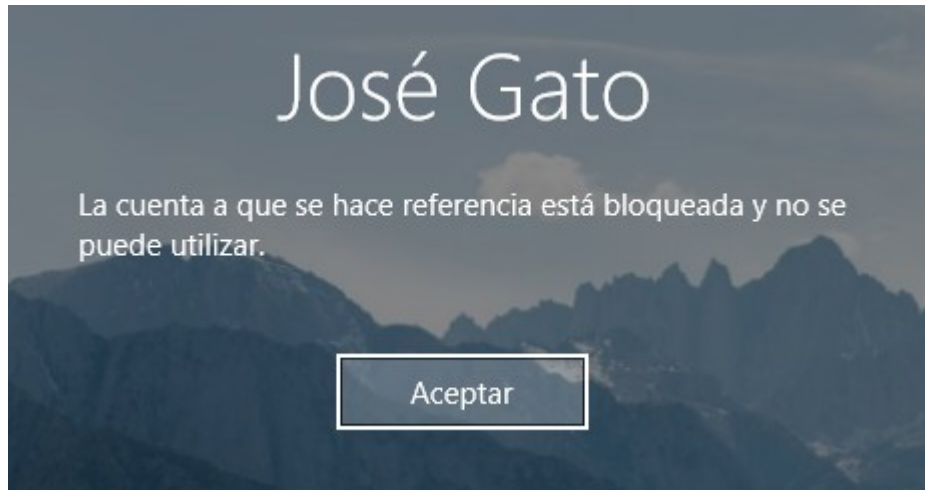 José Gato
La cuenta a que se hace referencia está bloqueada y no se
puede utilizar.
Aceptar